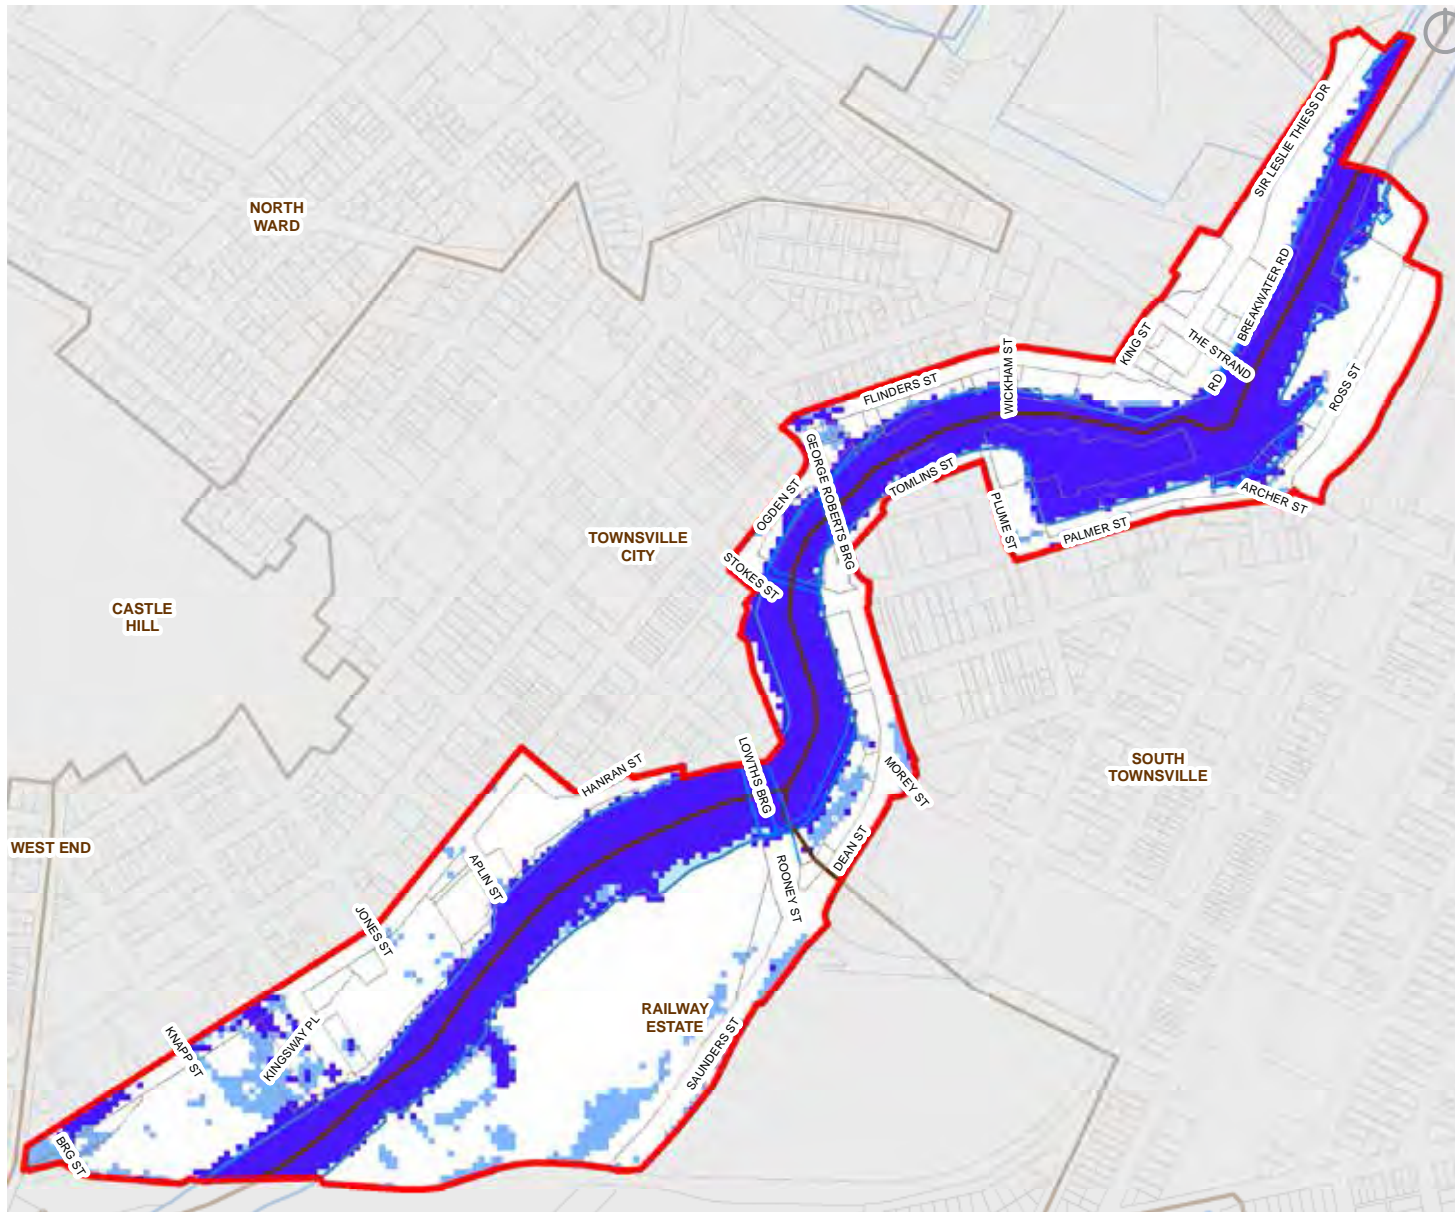 SIR LESLIE THIESS DR
NORTH
WARD
BREAKWATER RD
KING ST
THE STRAND
WICKHAM ST
FLINDERS ST
RD
ROSS ST
GEORGE ROBERTS BRG
TOMLINS ST
OGDEN ST
PLUME ST
ARCHER ST
PALMER ST
TOWNSVILLE
CITY
STOKES ST
CASTLE
HILL
SOUTH
TOWNSVILLE
HANRAN ST
LOWTHS BRG
MOREY ST
WEST END
DEAN ST
APLIN ST
ROONEY ST
JONES ST
RAILWAY
ESTATE
KNAPP ST
KINGSWAY PL
SAUNDERS ST
BRG ST